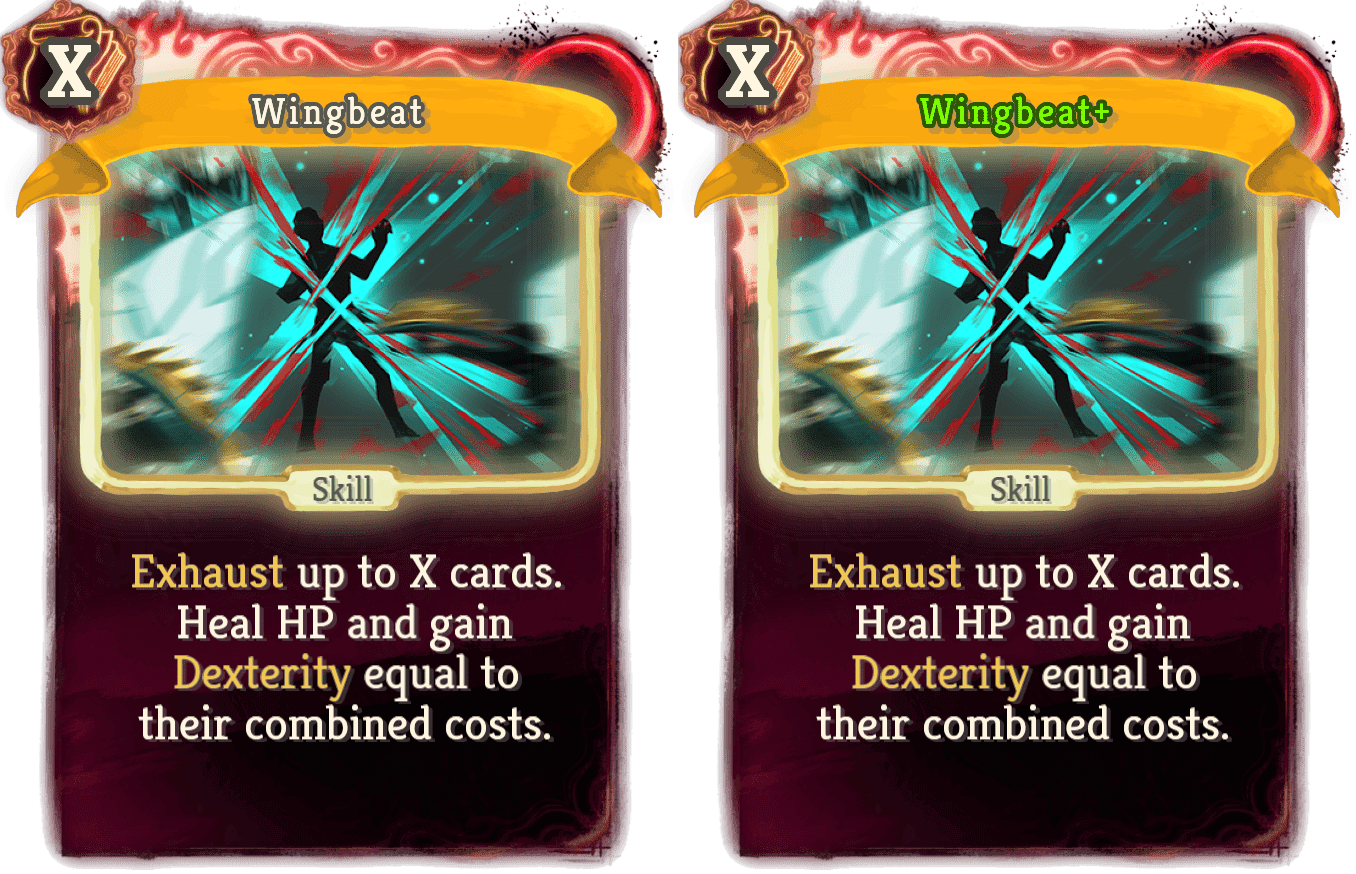 X
Wingbeat
Skill
Exhaust up to X cards.
Heal HP and gain
Dexterity equal to
their combined costs.
X
Wingbeat+
Skill
Exhaust up to X cards.
Heal HP and gain
Dexterity equal to
their combined costs.